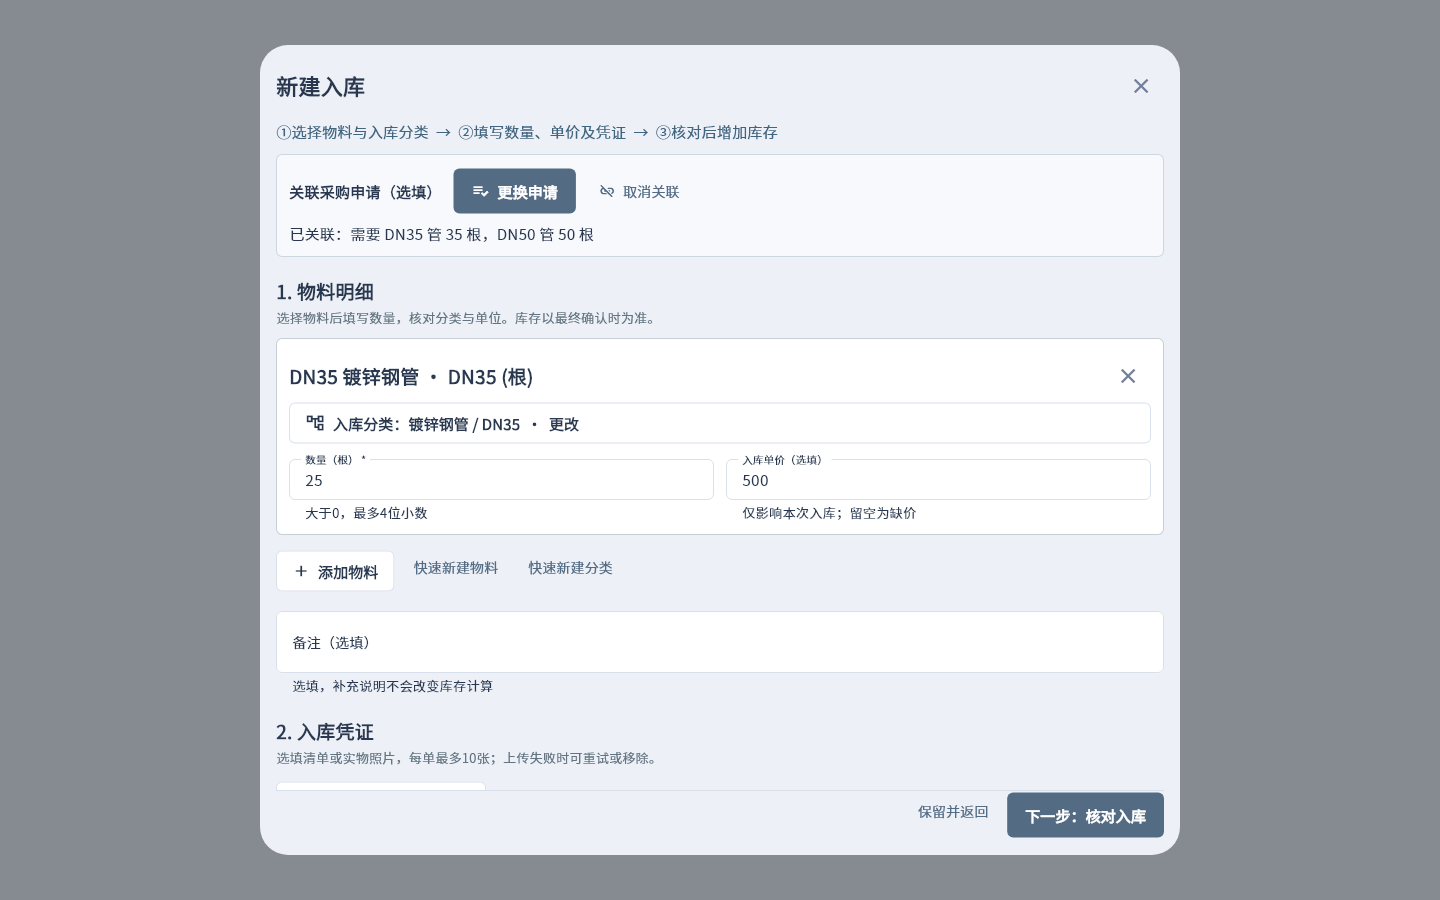 新建入库
①选择物料与入库分类 → ②填写数量、单价及凭证 → ③核对后增加库存
关联采购申请（选填） 更换申请 取消关联
已关联：需要 DN35 管 35 根，DN50 管 50 根
1. 物料明细
选择物料后填写数量，核对分类与单位。库存以最终确认时为准。
DN35 镀锌钢管 · DN35 (根)
入库分类：镀锌钢管 / DN35 · 更改
数量（根） * 入库单价（选填）
25 500
大于0，最多4位小数 仅影响本次入库；留空为缺价
添加物料 快速新建物料 快速新建分类
备注（选填）
选填，补充说明不会改变库存计算
2. 入库凭证
选填清单或实物照片，每单最多10张；上传失败时可重试或移除。
保留并返回 下一步：核对入库